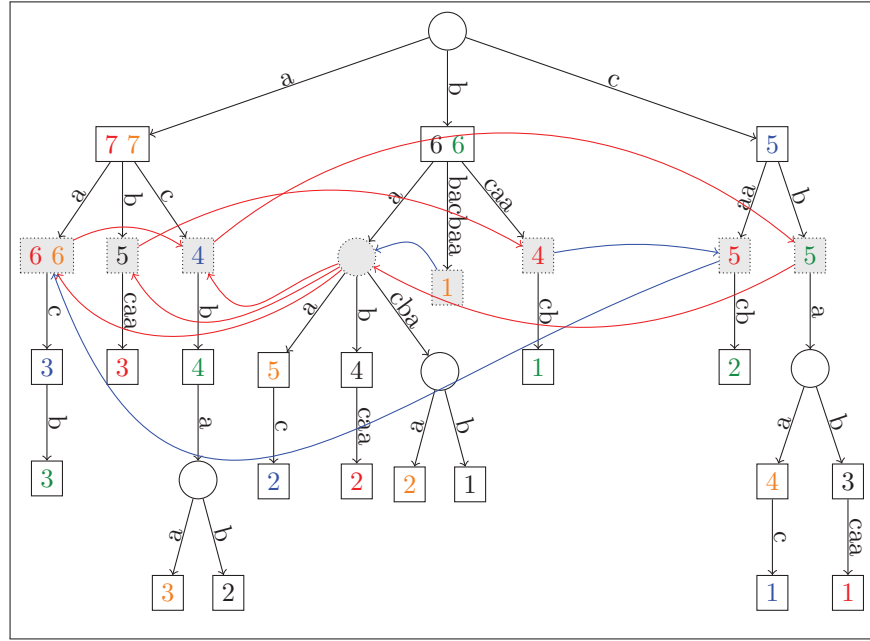 a b c
7 7 6 6 5
a b c a bacbaa caa aa b
6 6 5 4 1 4 5 5
c caa b a b cba cb cb a
3 3 4 5 4 1 2
b a c caa a b a b
3 2 2 2 1 4 3
a b c caa
3 2 1 1